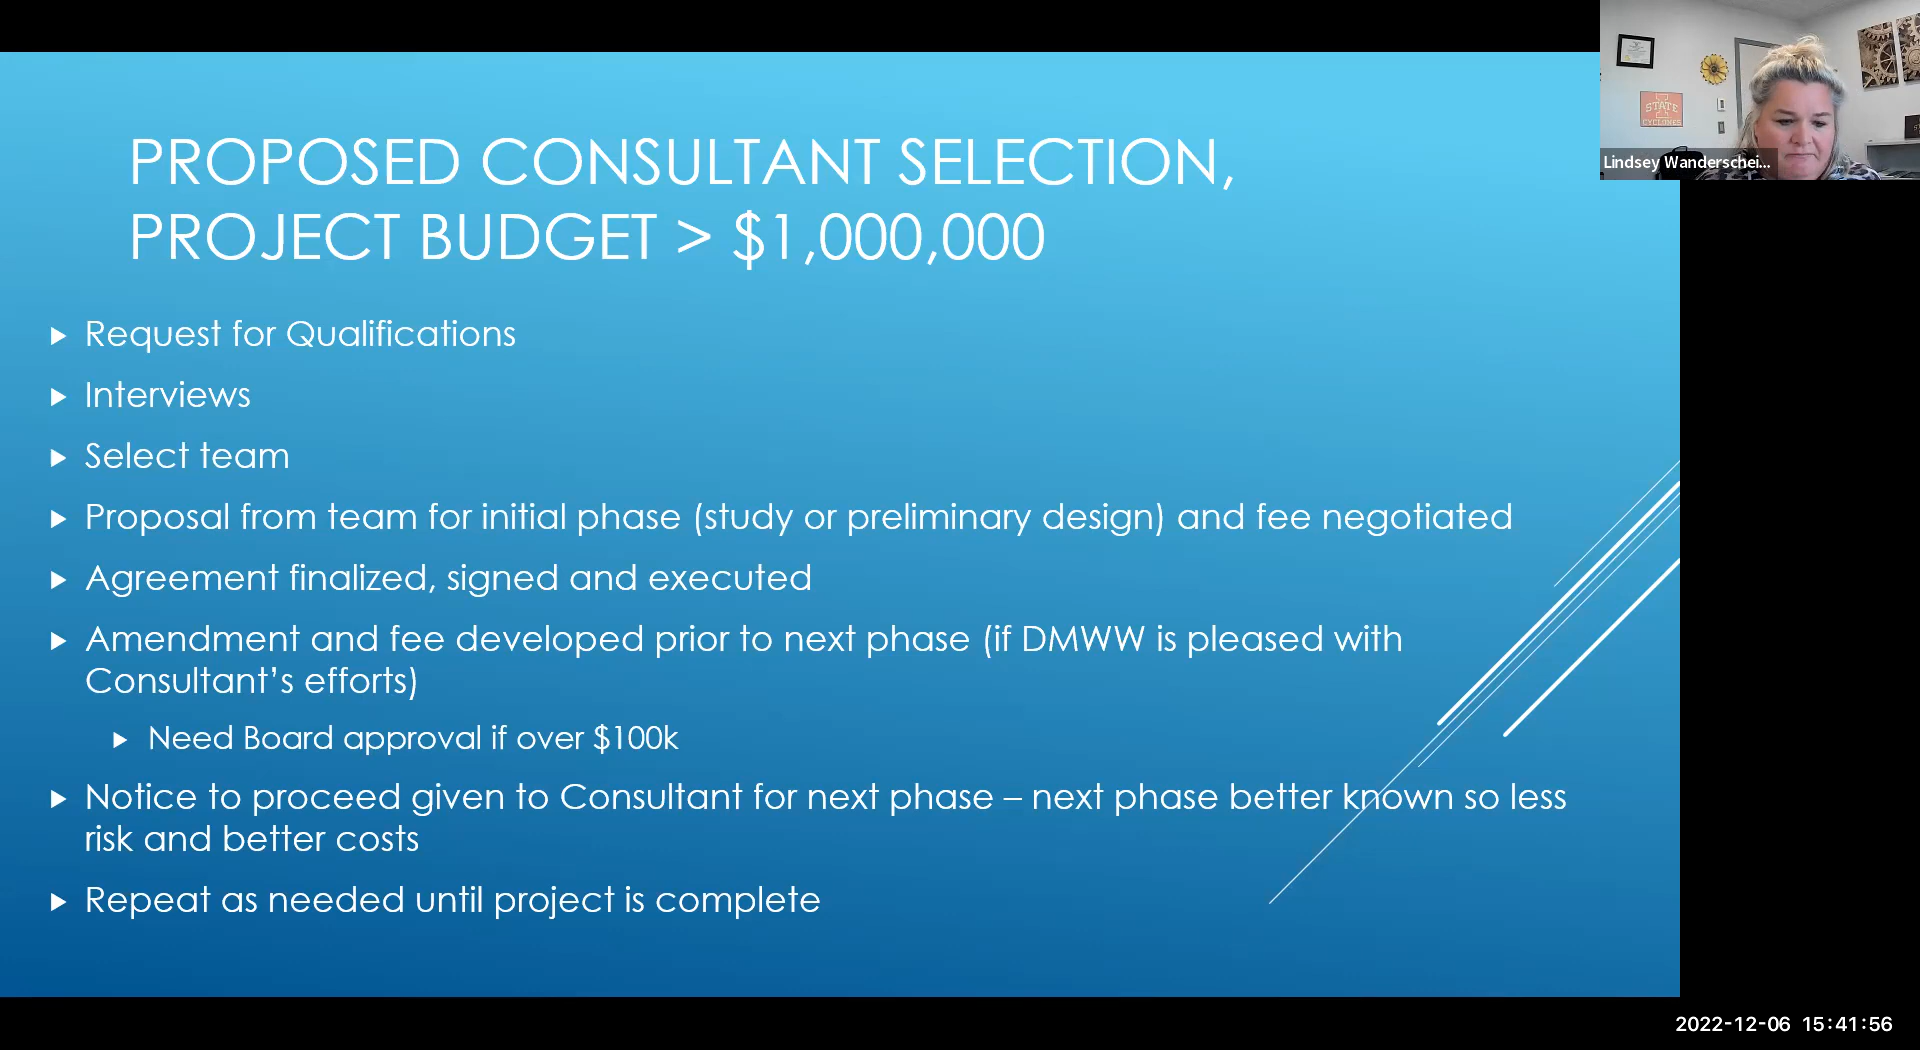 PROPOSED CONSULTANT SELECTION,
PROJECT BUDGET > $1,000,000
Request for Qualifications
Interviews
Select team
Proposal from team for initial phase (study or preliminary design) and fee negotiated
Agreement finalized, signed and executed
Amendment and fee developed prior to next phase (if DMWW is pleased with
Consultant’s efforts)
Need Board approval if over $100k
Notice to proceed given to Consultant for next phase – next phase better known so less
risk and better costs
Repeat as needed until project is complete
STATE
CYCLONES
Lindsey Wanderschei...
2022-12-06 15:41:56